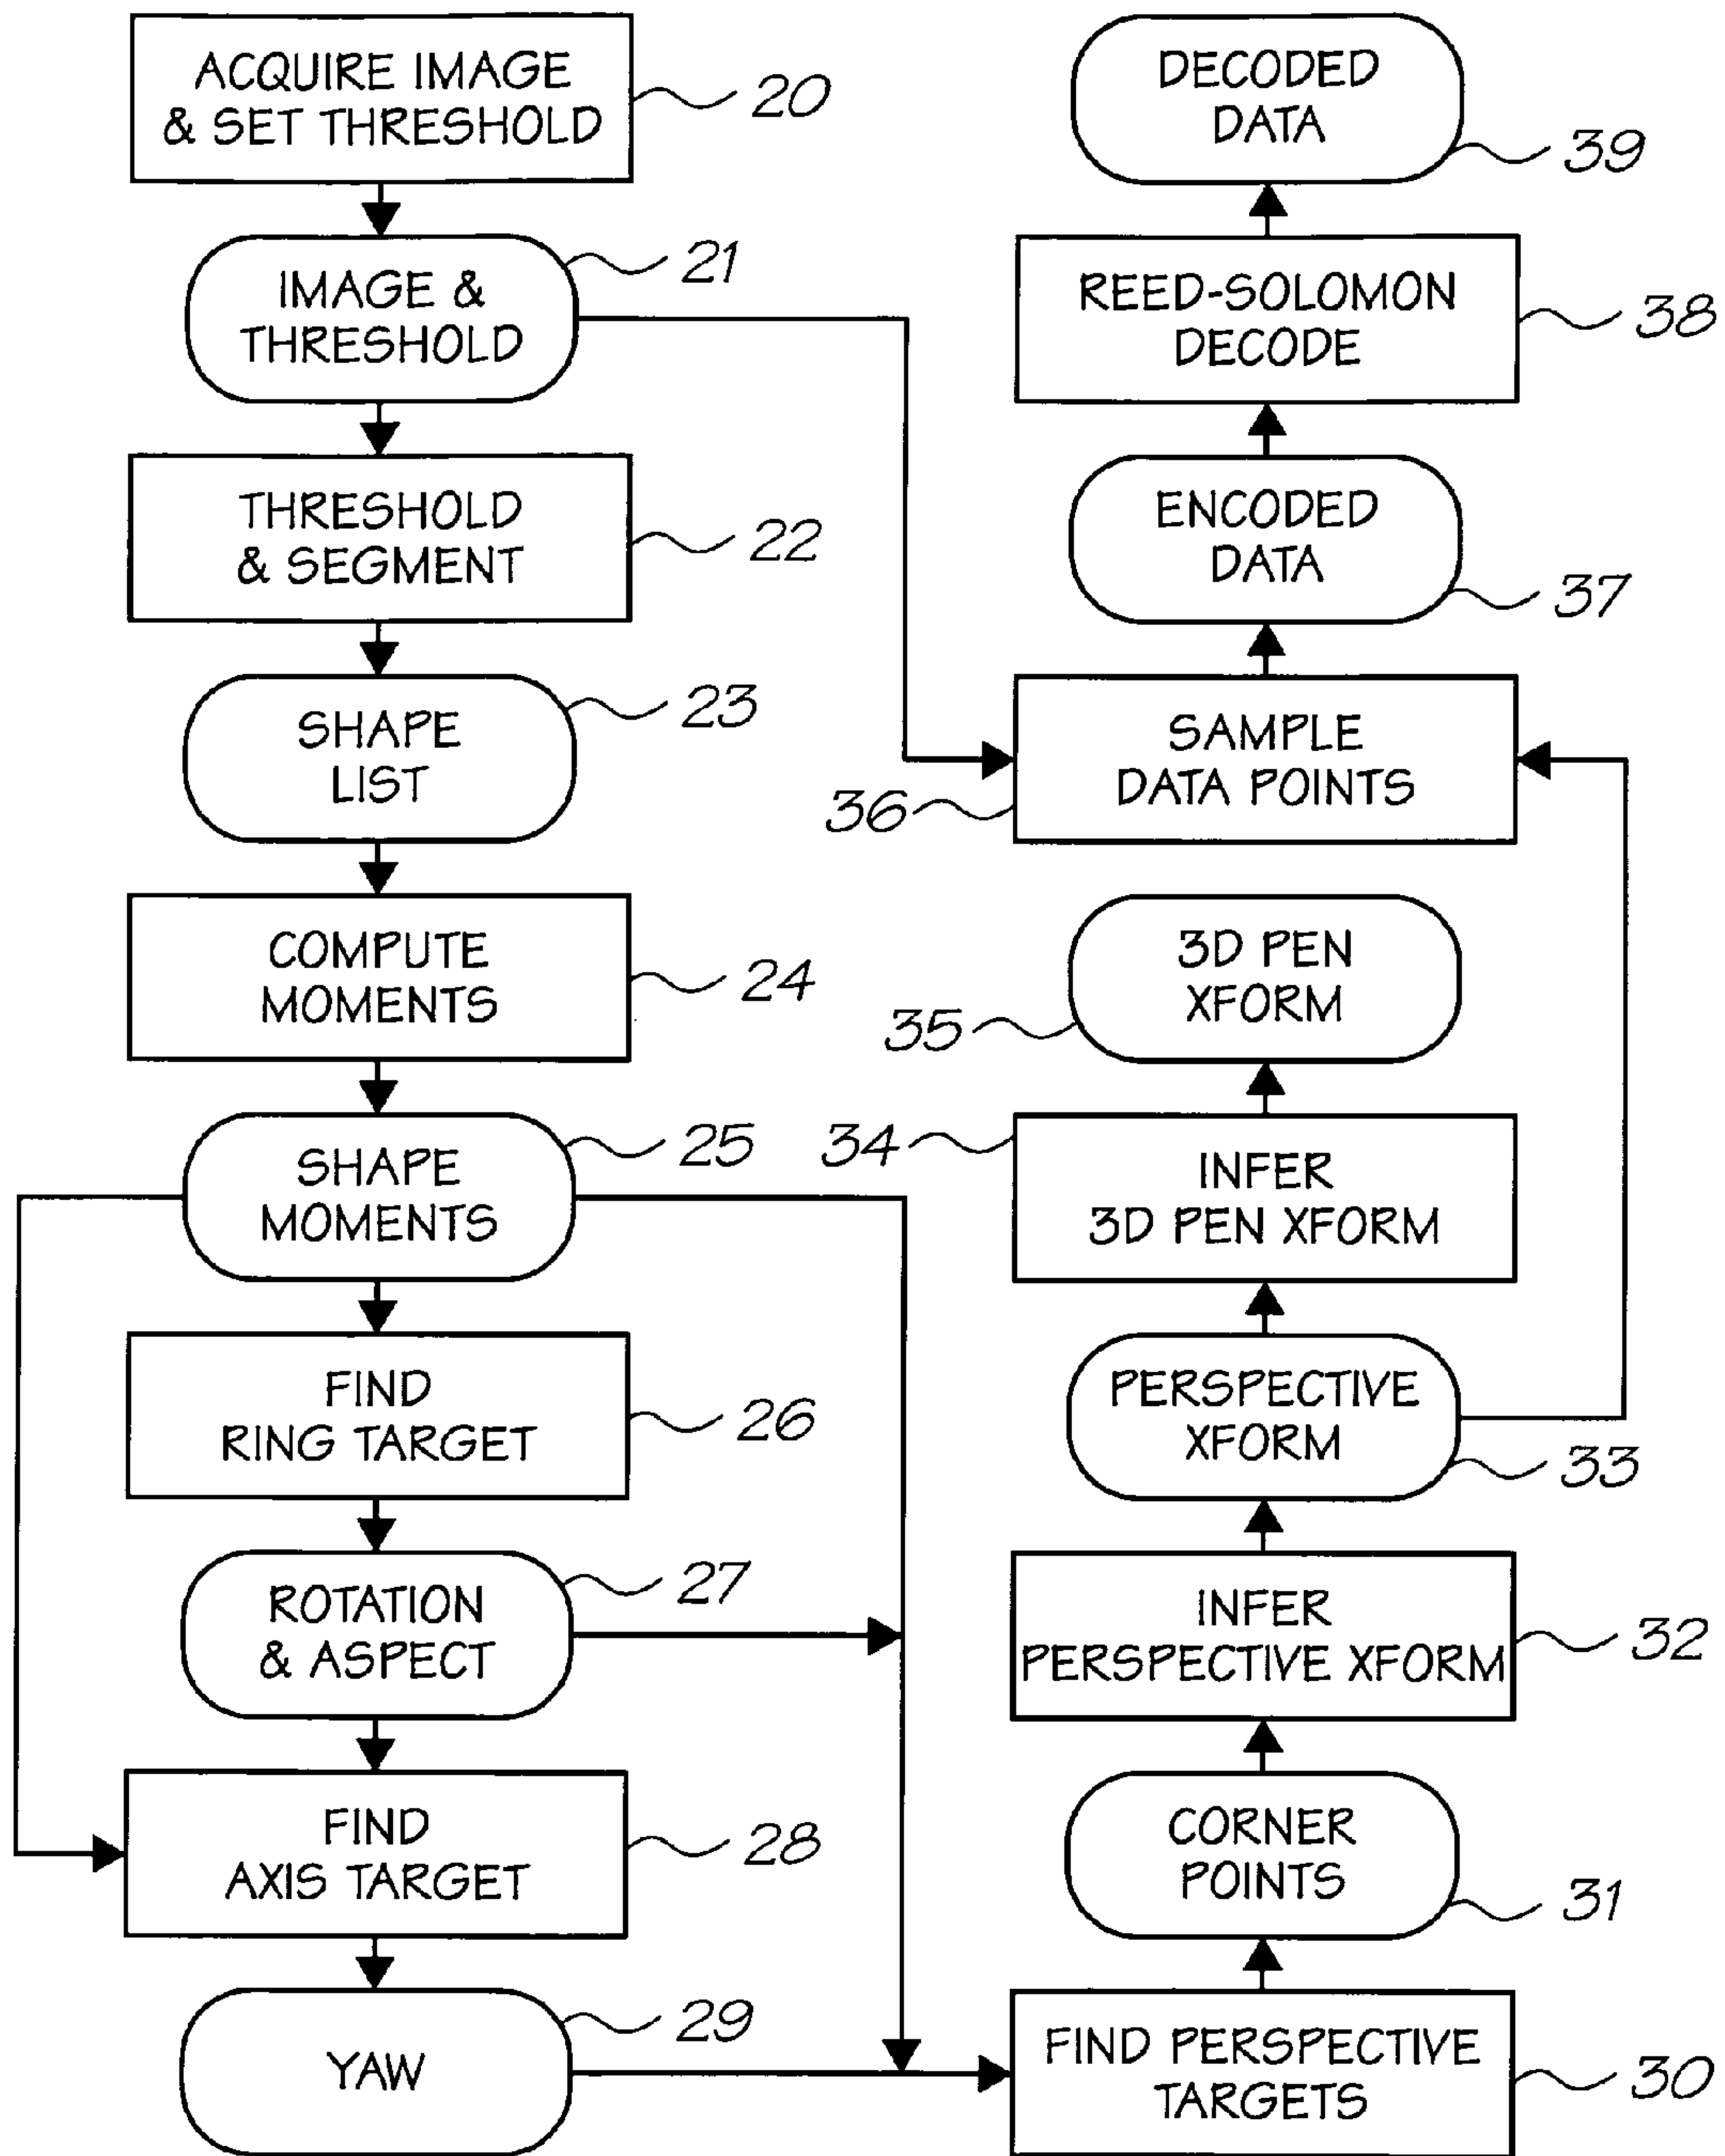 ACQUIRE IMAGE
& SET THRESHOLD
20
IMAGE &
THRESHOLD
21
THRESHOLD
& SEGMENT
22
SHAPE
LIST
23
COMPUTE
MOMENTS
24
SHAPE
MOMENTS
25
FIND
RING TARGET
26
ROTATION
& ASPECT
27
FIND
AXIS TARGET
28
YAW
29
DECODED
DATA
39
REED-SOLOMON
DECODE
38
ENCODED
DATA
37
SAMPLE
DATA POINTS
36
3D PEN
XFORM
35
INFER
3D PEN XFORM
34
PERSPECTIVE
XFORM
33
INFER
PERSPECTIVE XFORM
32
CORNER
POINTS
31
FIND PERSPECTIVE
TARGETS
30